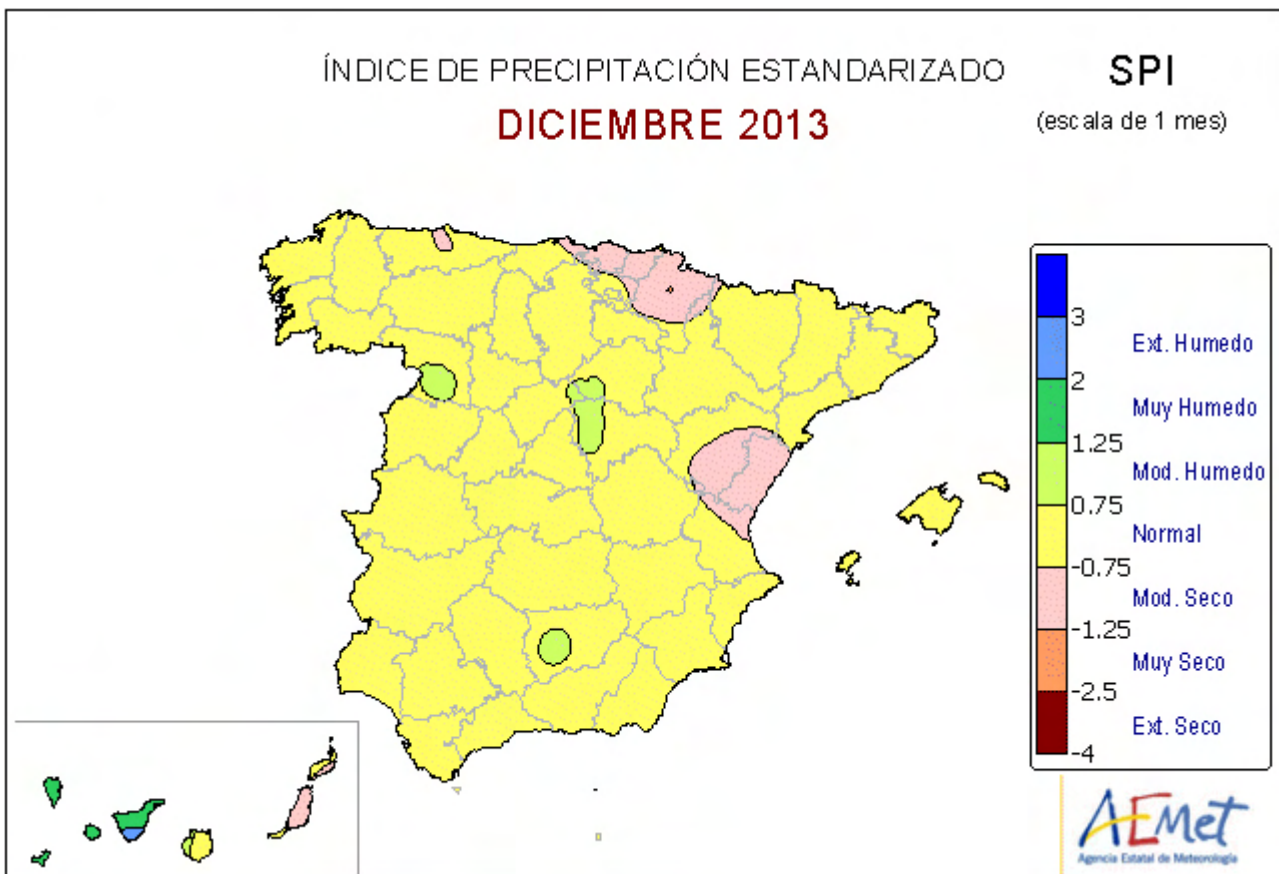 ÍNDICE DE PRECIPITACIÓN ESTANDARIZADO
SPI
DICIEMBRE 2013
(escala de 1 mes)
3
Ext. Humedo
2
Muy Humedo
1.25
Mod. Humedo
0.75
Normal
-0.75
Mod. Seco
-1.25
Muy Seco
-2.5
Ext. Seco
-4
AEMet
Agencia Estatal de Meteorología